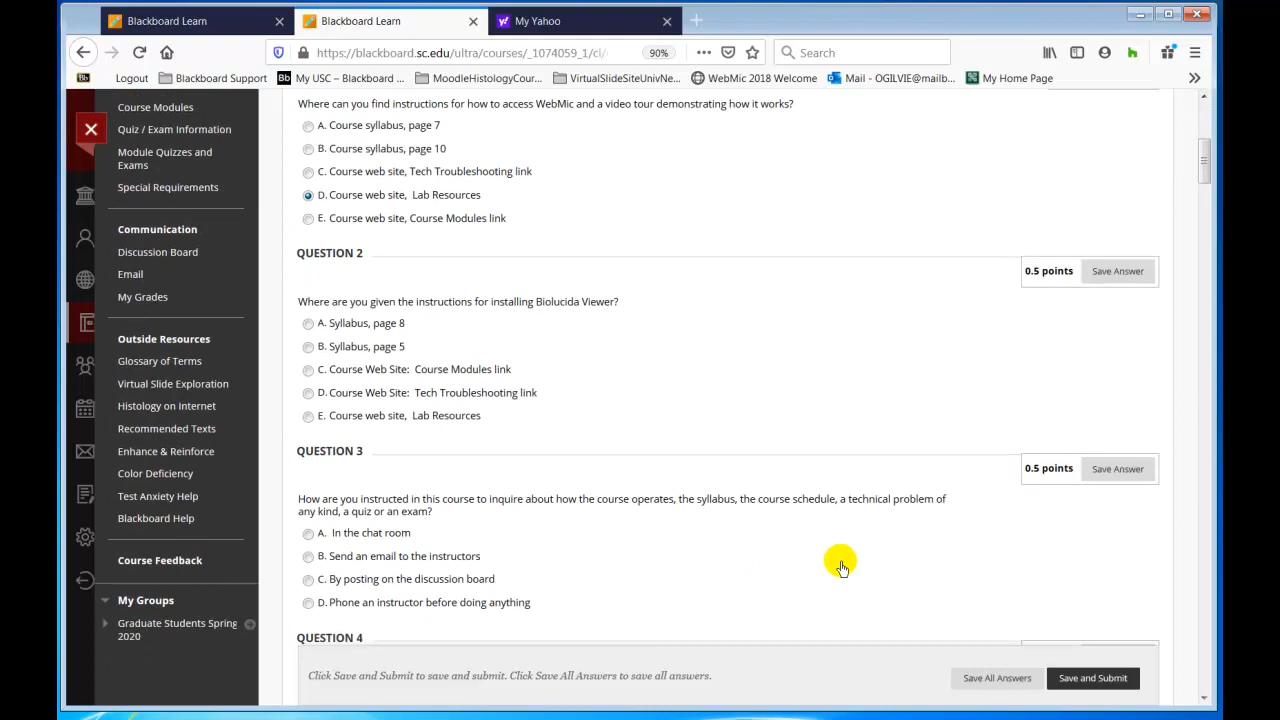 Blackboard Learn
Blackboard Learn
My Yahoo
https://blackboard.sc.edu/ultra/courses/_1074059_1/cl/
90%
Search
Logout
Blackboard Support
Bb My USC – Blackboard ...
MoodleHistologyCour...
VirtualSlideSiteUnivNe...
WebMic 2018 Welcome
Mail - OGILVIE@mailb...
My Home Page
Course Modules
Quiz / Exam Information
Module Quizzes and
Exams
Special Requirements
Communication
Discussion Board
Email
My Grades
Outside Resources
Glossary of Terms
Virtual Slide Exploration
Histology on Internet
Recommended Texts
Enhance & Reinforce
Color Deficiency
Test Anxiety Help
Blackboard Help
Course Feedback
My Groups
Graduate Students Spring
2020
Where can you find instructions for how to access WebMic and a video tour demonstrating how it works?
A. Course syllabus, page 7
B. Course syllabus, page 10
C. Course web site, Tech Troubleshooting link
D. Course web site, Lab Resources
E. Course web site, Course Modules link
QUESTION 2
0.5 points
Save Answer
Where are you given the instructions for installing Biolucida Viewer?
A. Syllabus, page 8
B. Syllabus, page 5
C. Course Web Site: Course Modules link
D. Course Web Site: Tech Troubleshooting link
E. Course web site, Lab Resources
QUESTION 3
0.5 points
Save Answer
How are you instructed in this course to inquire about how the course operates, the syllabus, the course schedule, a technical problem of
any kind, a quiz or an exam?
A. In the chat room
B. Send an email to the instructors
C. By posting on the discussion board
D. Phone an instructor before doing anything
QUESTION 4
Click Save and Submit to save and submit. Click Save All Answers to save all answers.
Save All Answers
Save and Submit